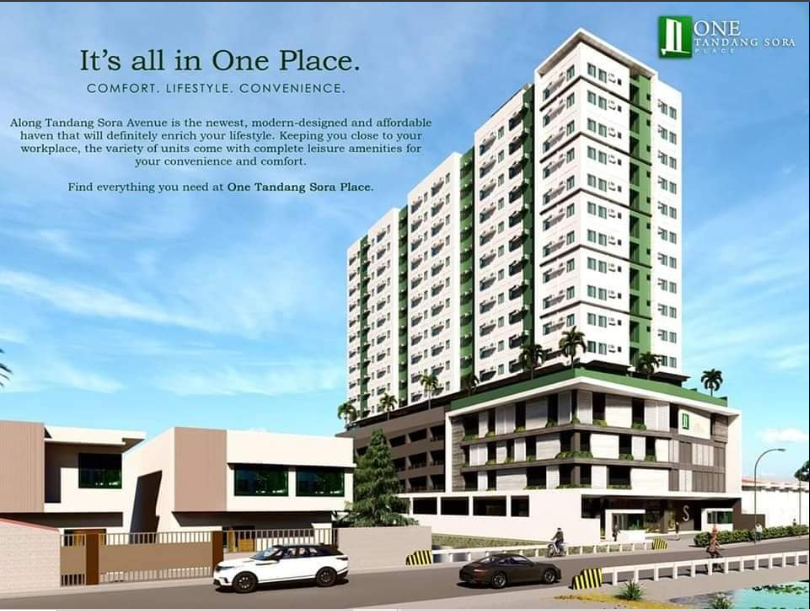 It's all in One Place.
COMFORT. LIFESTYLE. CONVENIENCE.
Along Tandang Sora Avenue is the newest, modern-designed and affordable
haven that will definitely enrich your lifestyle. Keeping you close to your
workplace, the variety of units come with complete leisure amenities for
your convenience and comfort.
Find everything you need at One Tandang Sora Place.
ONE
TANDANG SORA
PLACE
S